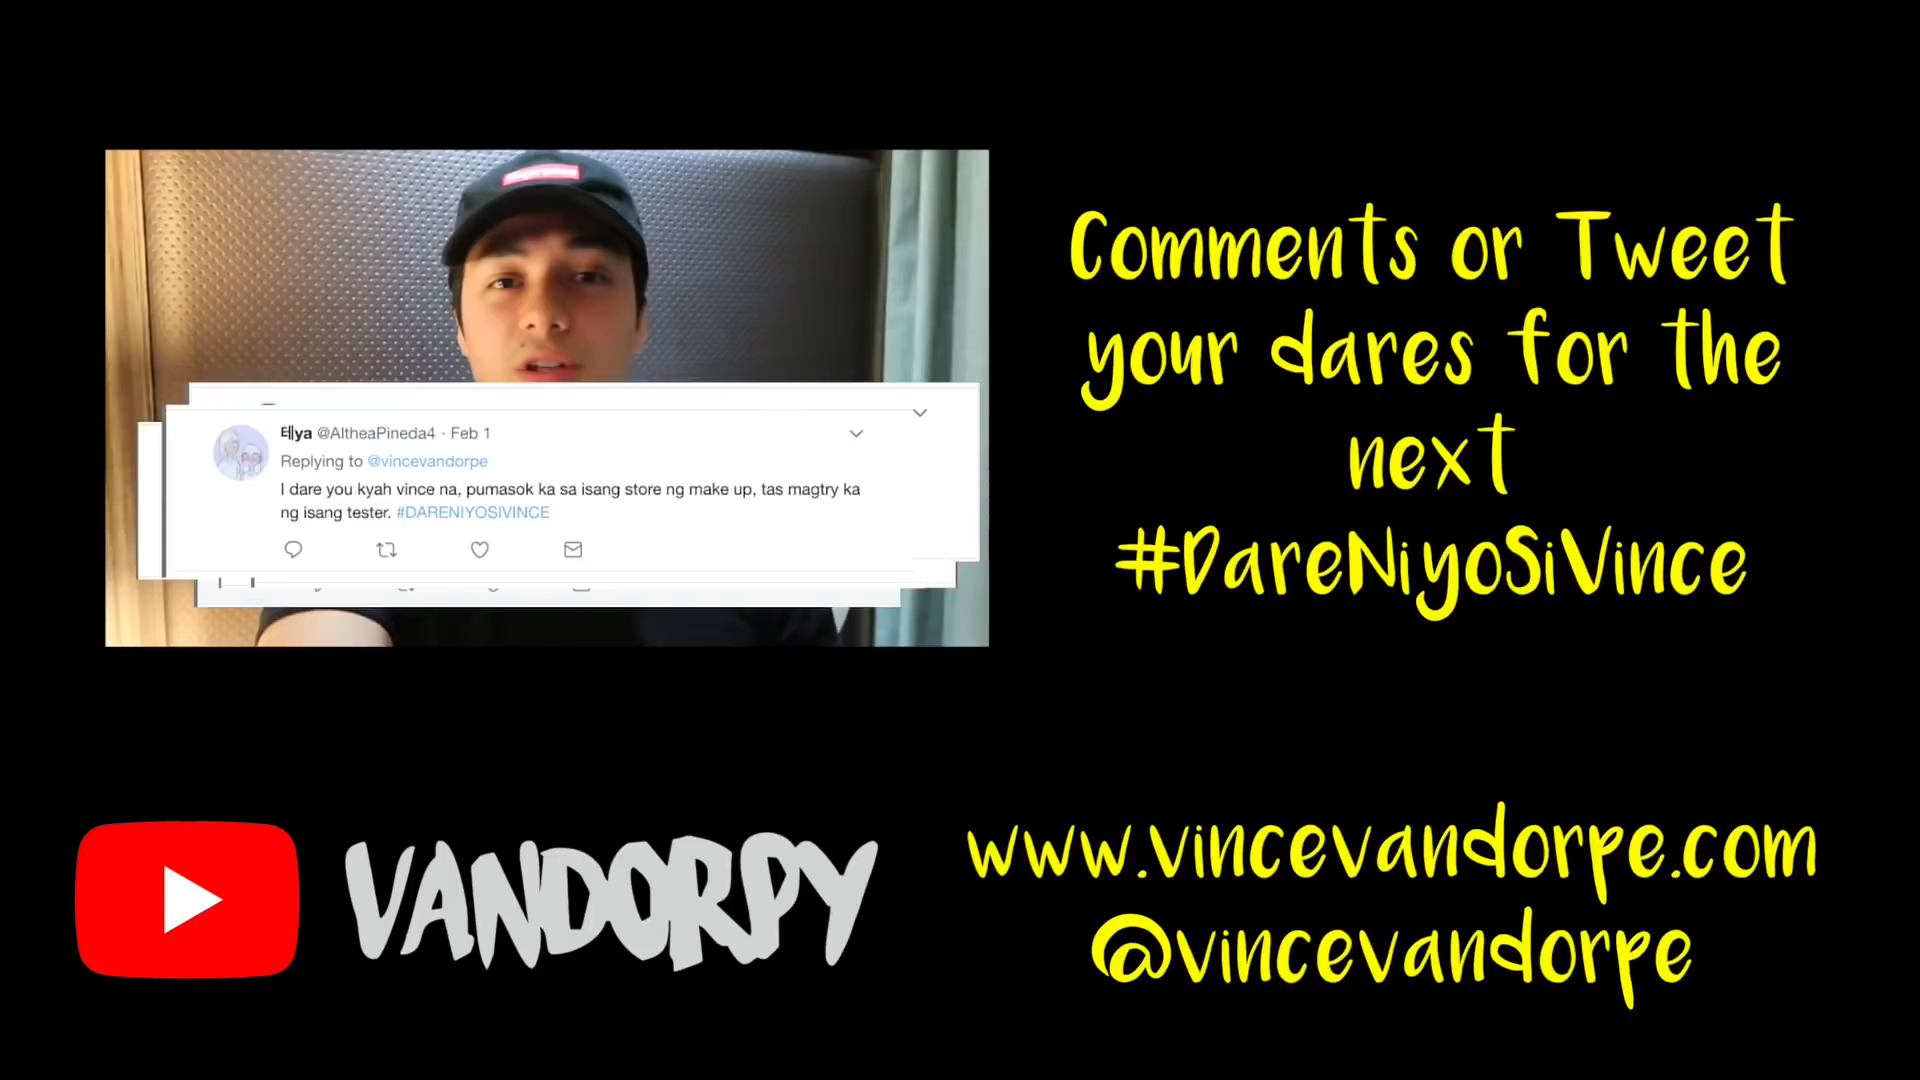 Supreme
Ellya @AltheaPineda4 · Feb 1
Replying to @vincevandorpe
I dare you kyah vince na, pumasok ka sa isang store ng make up, tas magtry ka
ng isang tester. #DARENIYOSIVINCE
Comments or Tweet
your dares for the
next
#DareNiyoSiVince
VANDORPY
www.vincevandorpe.com
@vincevandorpe